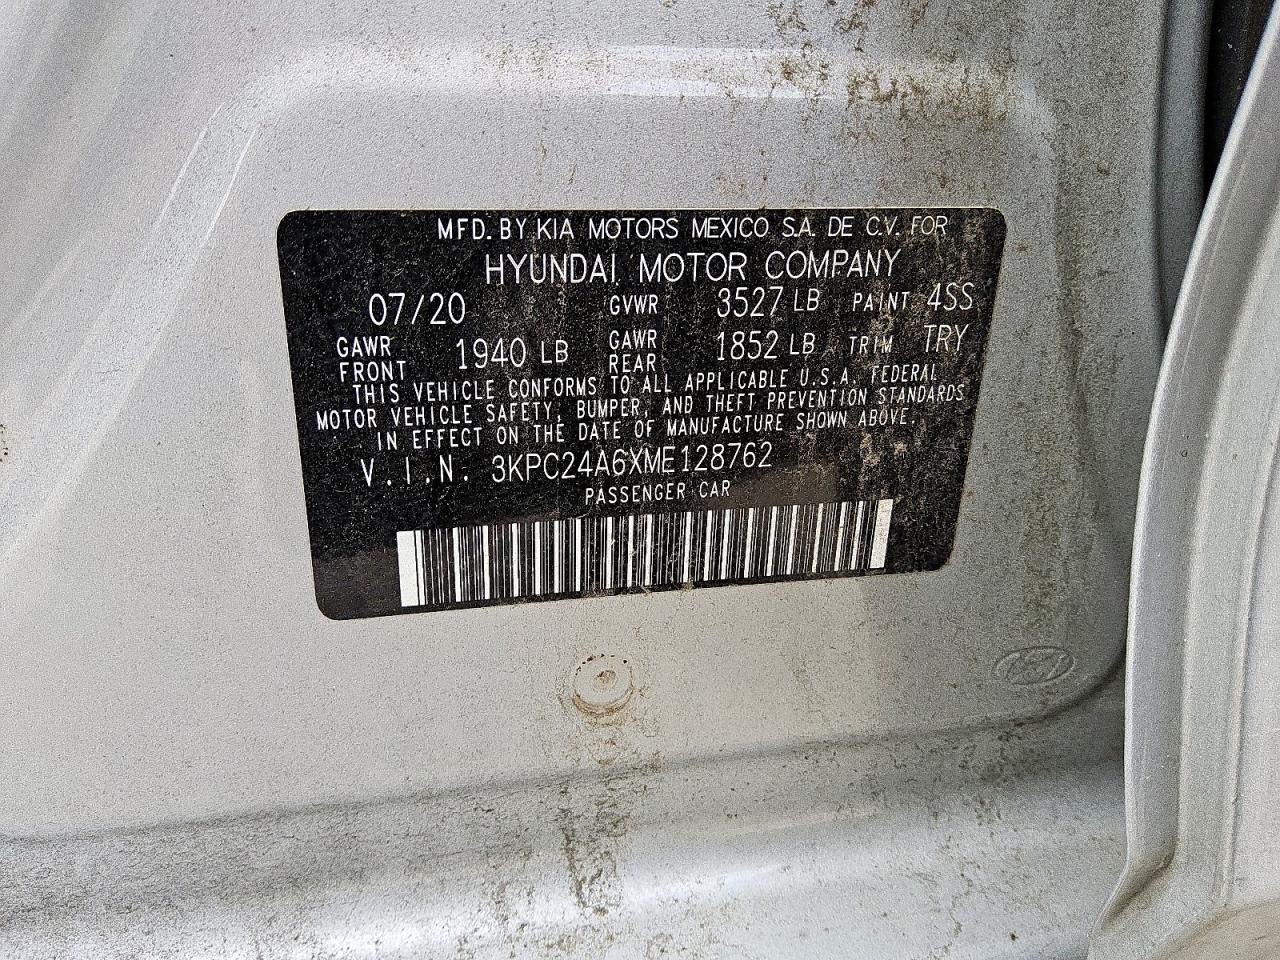 MFD. BY KIA MOTORS MEXICO S.A. DE C.V. FOR
HYUNDAI MOTOR COMPANY
07/20 GVWR 3527 LB PAINT 4SS
GAWR FRONT 1940 LB GAWR REAR 1852 LB TRIM TRY
THIS VEHICLE CONFORMS TO ALL APPLICABLE U.S.A. FEDERAL
MOTOR VEHICLE SAFETY, BUMPER, AND THEFT PREVENTION STANDARDS
IN EFFECT ON THE DATE OF MANUFACTURE SHOWN ABOVE.
V.I.N. 3KPC24A6XME128762
PASSENGER CAR